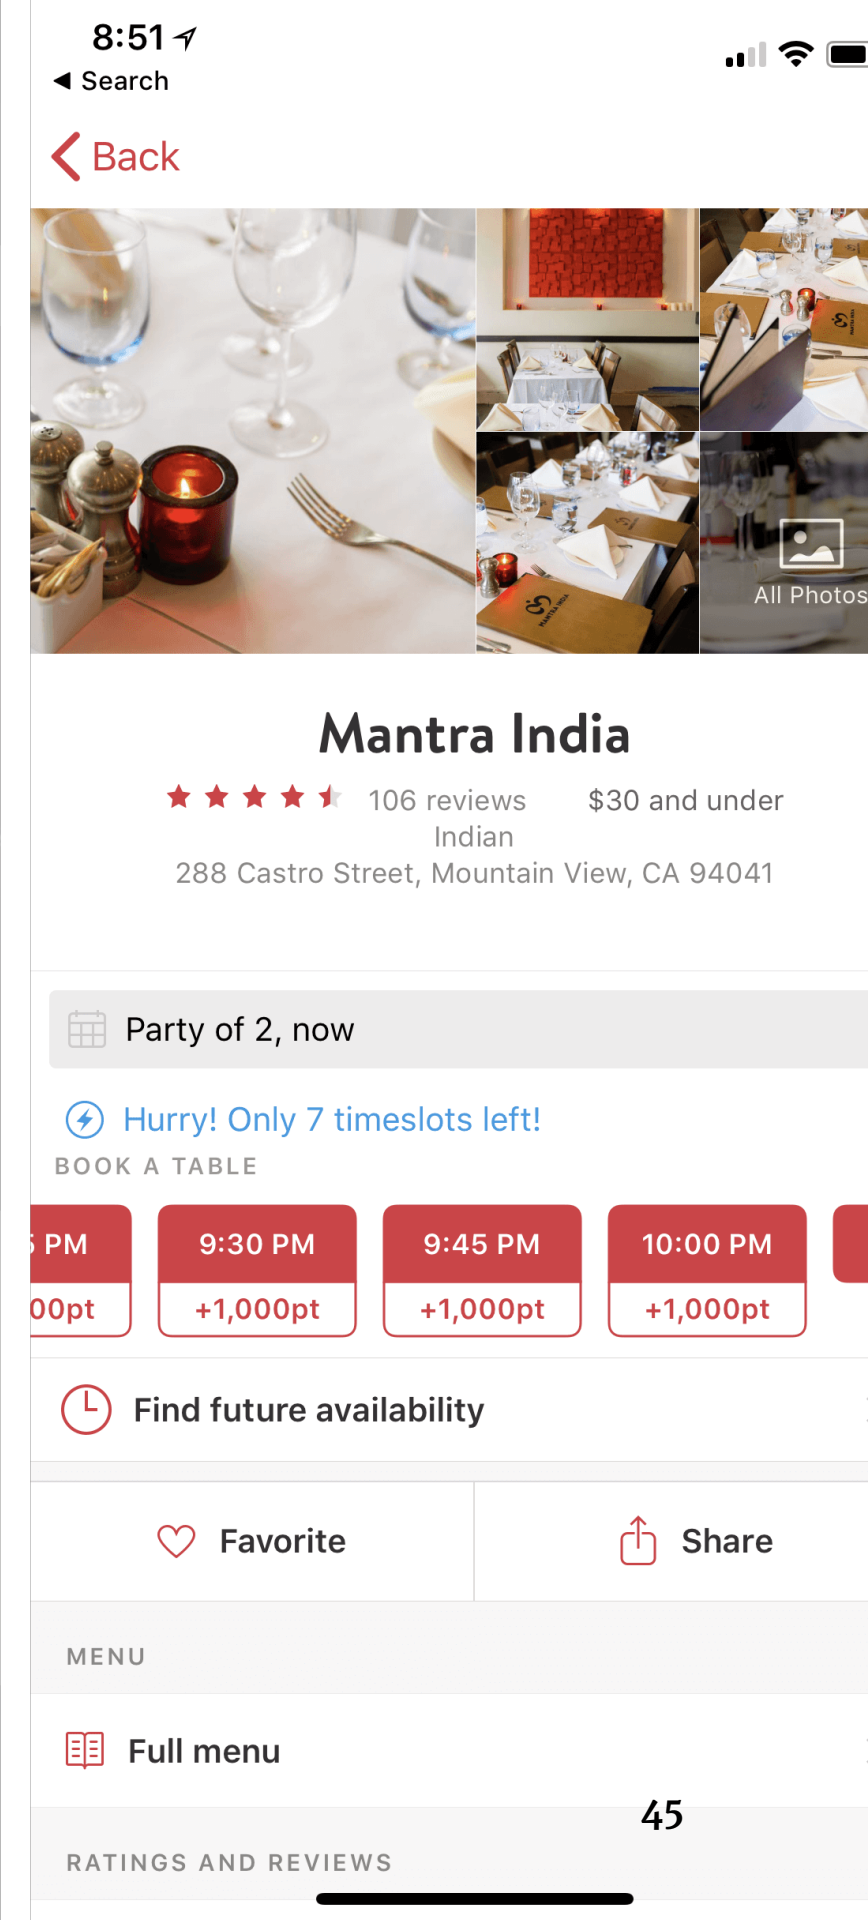 8:51
◀ Search
Back
MANTRA INDIA
All Photos
Mantra India
106 reviews $30 and under
Indian
288 Castro Street, Mountain View, CA 94041
Party of 2, now
Hurry! Only 7 timeslots left!
BOOK A TABLE
PM 9:30 PM 9:45 PM 10:00 PM
00pt +1,000pt +1,000pt +1,000pt
Find future availability
Favorite Share
MENU
Full menu
45
RATINGS AND REVIEWS